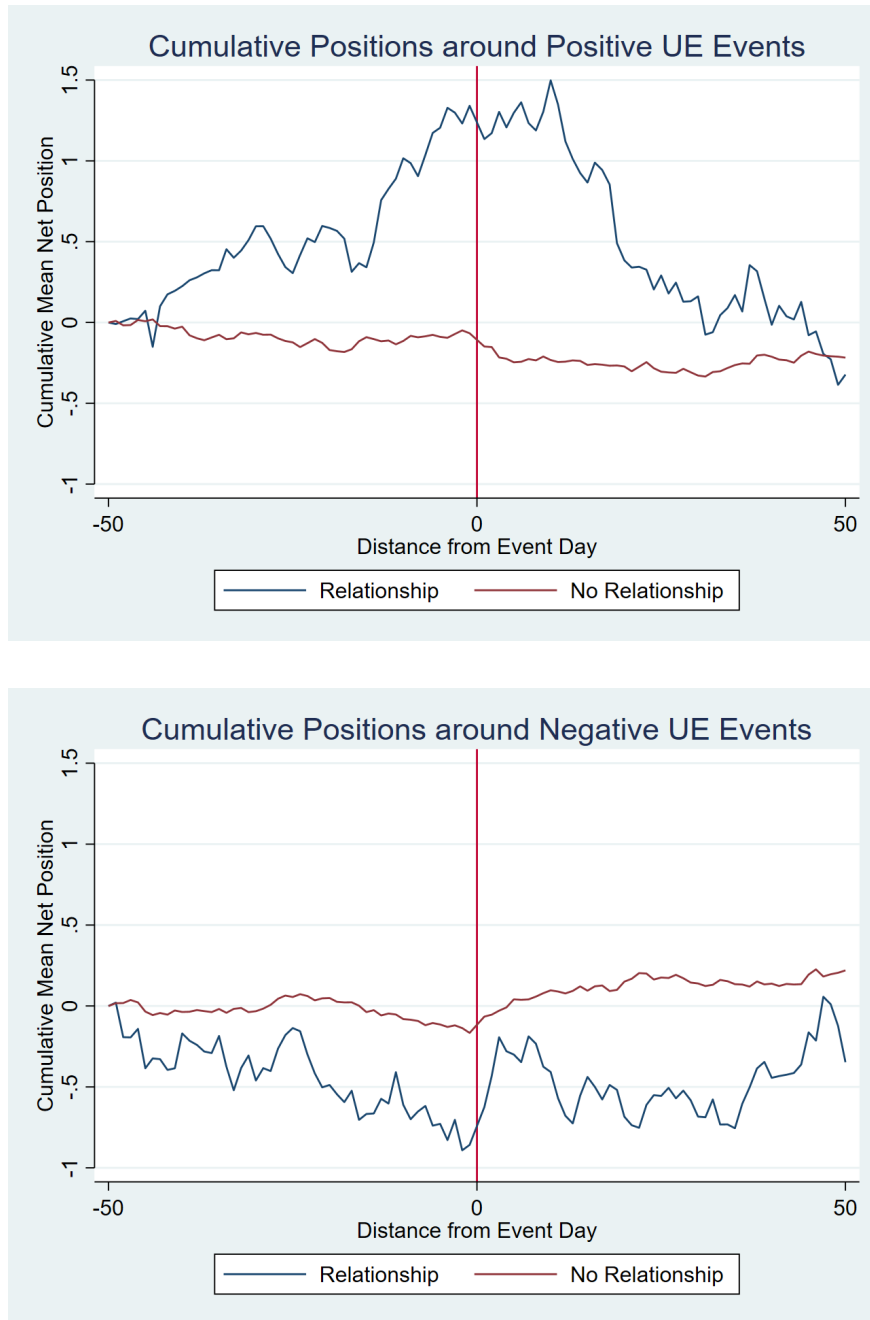 Cumulative Positions around Positive UE Events
Cumulative Mean Net Position
1.5
1
.5
0
-.5
-1
-50
0
50
Distance from Event Day
Relationship
No Relationship
Cumulative Positions around Negative UE Events
Cumulative Mean Net Position
1.5
1
.5
0
-.5
-1
-50
0
50
Distance from Event Day
Relationship
No Relationship